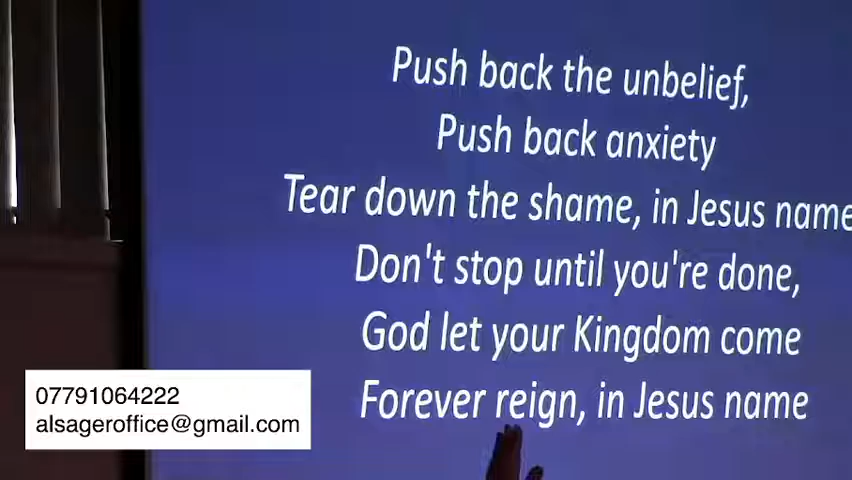 Push back the unbelief,
Push back anxiety
Tear down the shame, in Jesus name
Don't stop until you're done,
God let your Kingdom come
Forever reign, in Jesus name
07791064222
alsageroffice@gmail.com